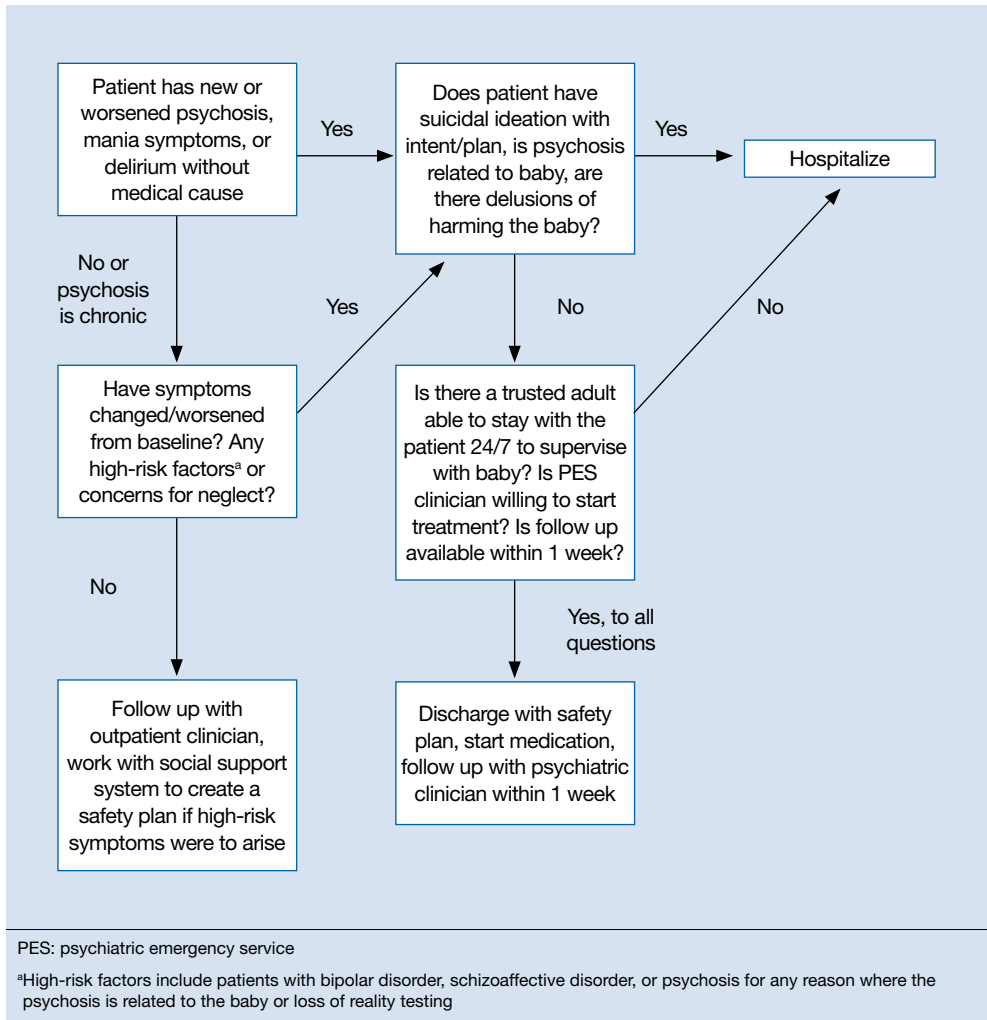 Patient has new or
worsened psychosis,
mania symptoms, or
delirium without
medical cause
Yes
Does patient have
suicidal ideation with
intent/plan, is psychosis
related to baby, are
there delusions of
harming the baby?
Yes
Hospitalize
No or
psychosis
is chronic
Yes
No
No
Have symptoms
changed/worsened
from baseline? Any
high-risk factorsᵃ or
concerns for neglect?
Is there a trusted adult
able to stay with the
patient 24/7 to supervise
with baby? Is PES
clinician willing to start
treatment? Is follow up
available within 1 week?
No
Yes, to all
questions
Follow up with
outpatient clinician,
work with social support
system to create a
safety plan if high-risk
symptoms were to arise
Discharge with safety
plan, start medication,
follow up with psychiatric
clinician within 1 week
PES: psychiatric emergency service
ᵃHigh-risk factors include patients with bipolar disorder, schizoaffective disorder, or psychosis for any reason where the
psychosis is related to the baby or loss of reality testing